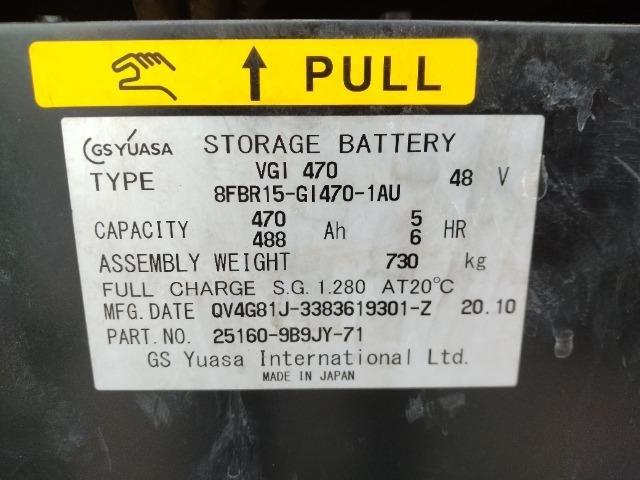 PULL
GS YUASA STORAGE BATTERY
TYPE VGI 470 48 V
8FBR15-GI470-1AU
CAPACITY 470 Ah 5 HR
488 6
ASSEMBLY WEIGHT 730 kg
FULL CHARGE S.G. 1.280 AT20℃
MFG. DATE QV4G81J-3383619301-Z 20.10
PART. NO. 25160-9B9JY-71
GS Yuasa International Ltd.
MADE IN JAPAN